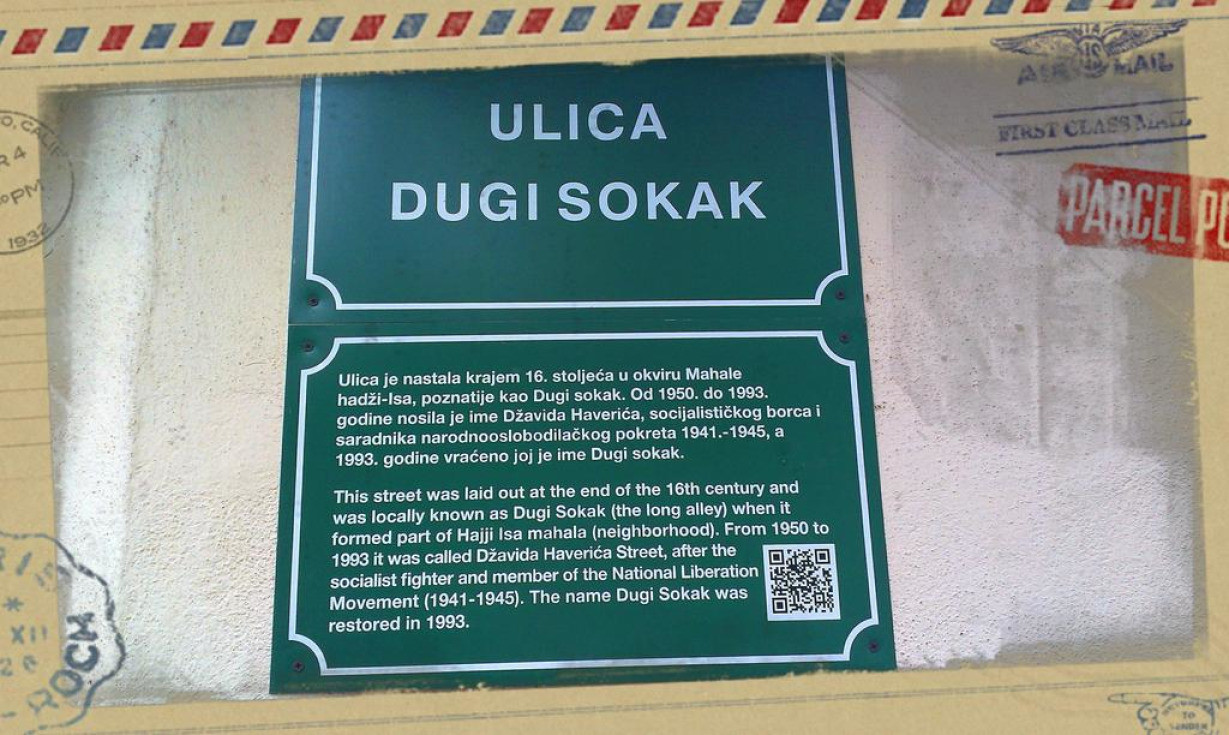 VIA
U.S.
AIR MAIL
FIRST CLASS MAIL
PARCEL
1932
ULICA
DUGI SOKAK
Ulica je nastala krajem 16. stoljeća u okviru Mahale
hadži-Isa, poznatije kao Dugi sokak. Od 1950. do 1993.
godine nosila je ime Džavida Haverića, socijalističkog borca i
saradnika narodnooslobodilačkog pokreta 1941.-1945, a
1993. godine vraćeno joj je ime Dugi sokak.
This street was laid out at the end of the 16th century and
was locally known as Dugi Sokak (the long alley) when it
formed part of Hajji Isa mahala (neighborhood). From 1950 to
1993 it was called Džavida Haverića Street, after the
socialist fighter and member of the National Liberation
Movement (1941-1945). The name Dugi Sokak was
restored in 1993.
XII